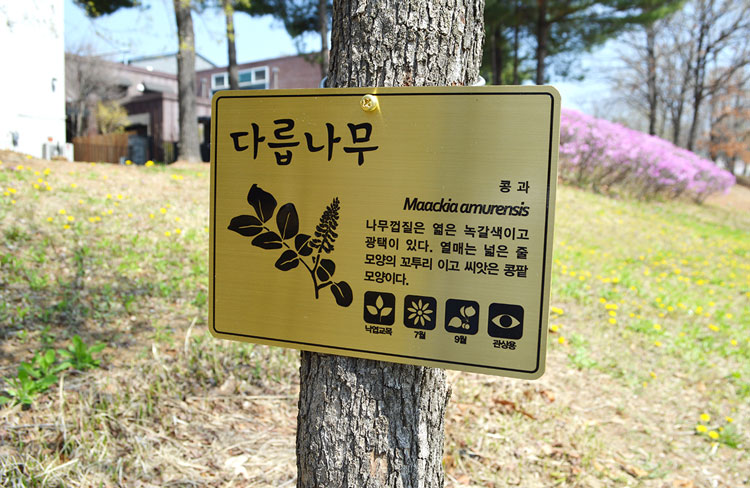 다릅나무
콩과
Maackia amurensis
나무껍질은 엷은 녹갈색이고
광택이 있다. 열매는 넓은 줄
모양의 꼬투리 이고 씨앗은 콩팥
모양이다.
낙엽교목 7월 9월 관상용